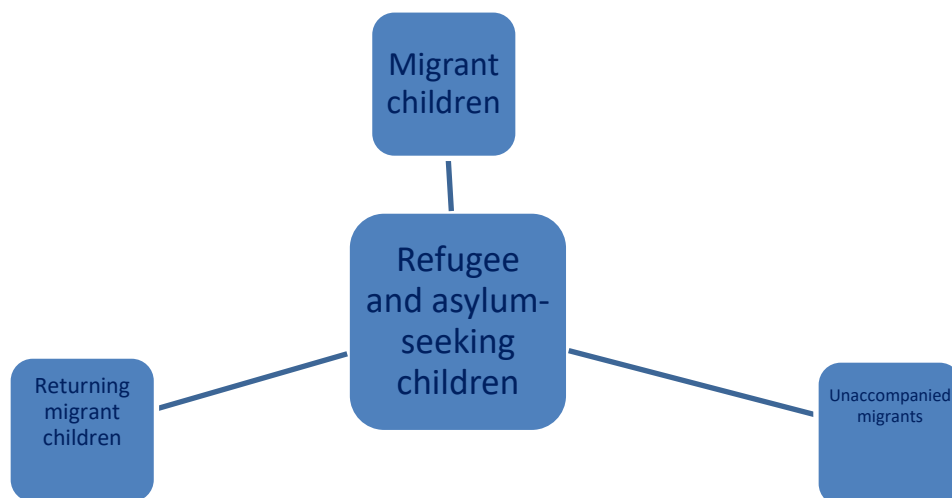 Migrant
children
Refugee
and asylum-
seeking
children
Returning
migrant
children
Unaccompanied
migrants